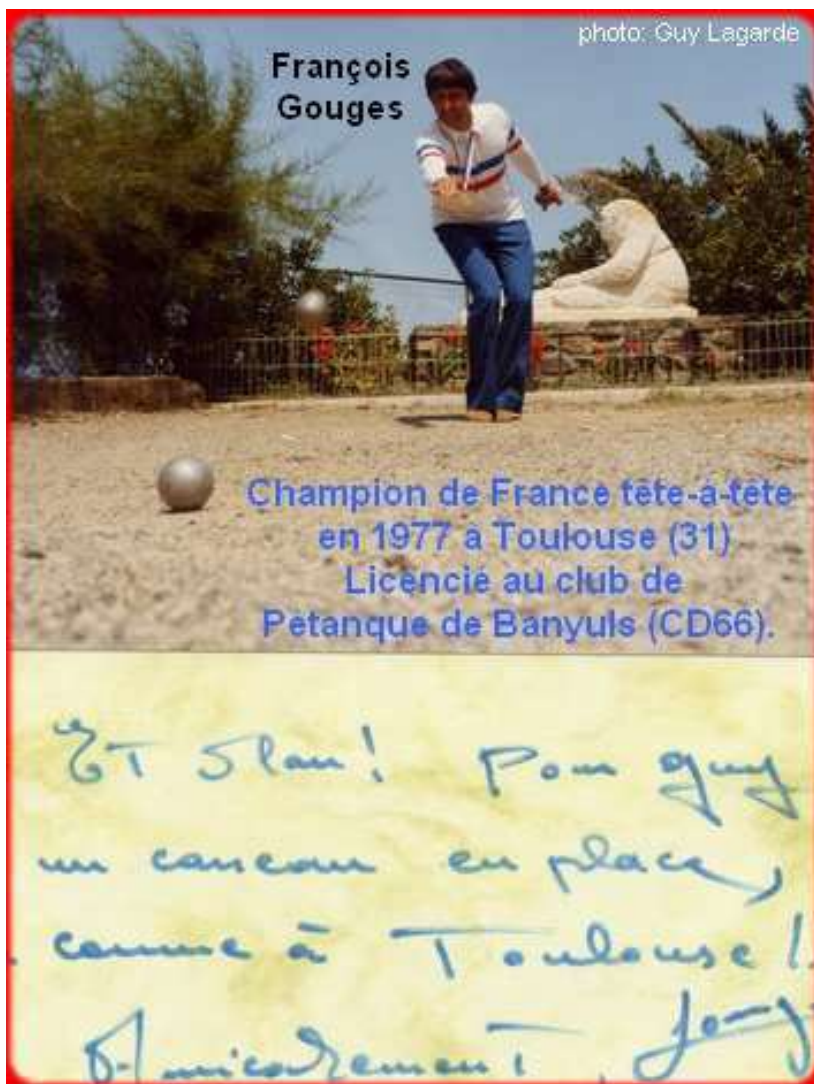 photo: Guy Lagarde
François
Gouges
Champion de France tête-à-tête
en 1977 à Toulouse (31)
Licencié au club de
Pétanque de Banyuls (CD66).
ET Vlan! Pour guy
un carreau en place,
comme à Toulouse!
Amicalement,